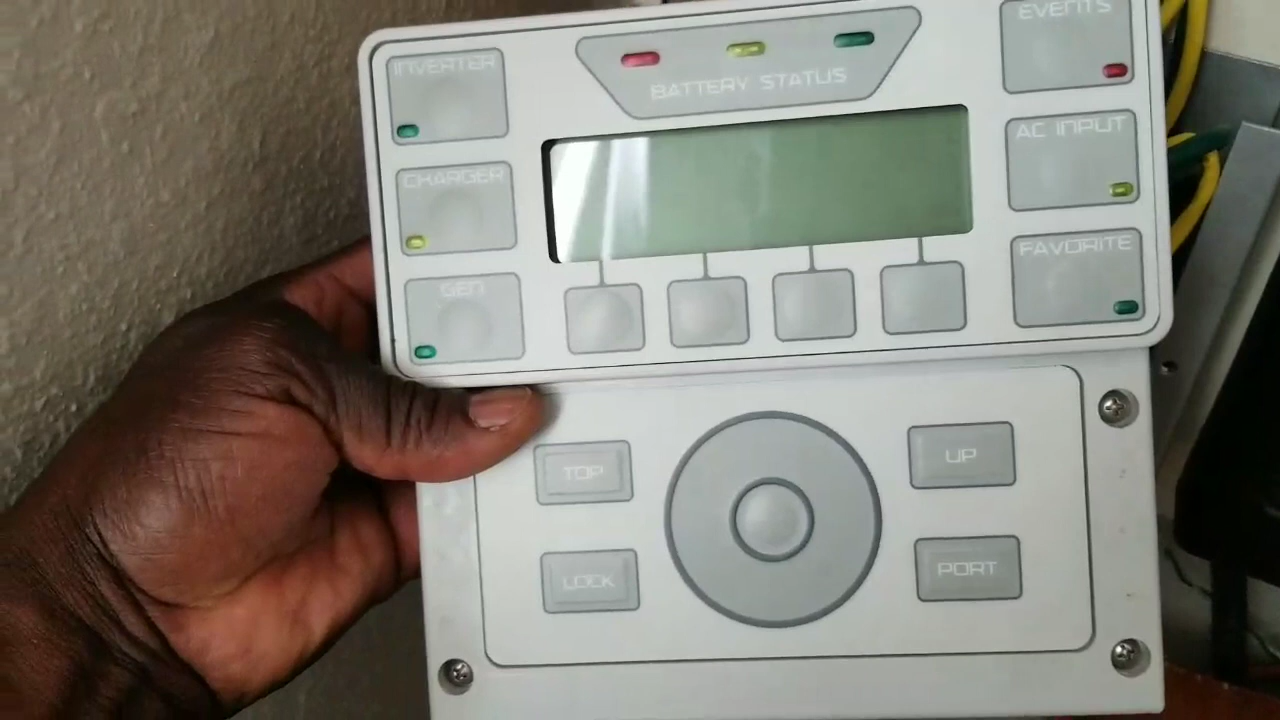 INVERTER
BATTERY STATUS
EVENTS
CHARGER
AC INPUT
GEN
FAVORITE
TOP
UP
LOCK
PORT